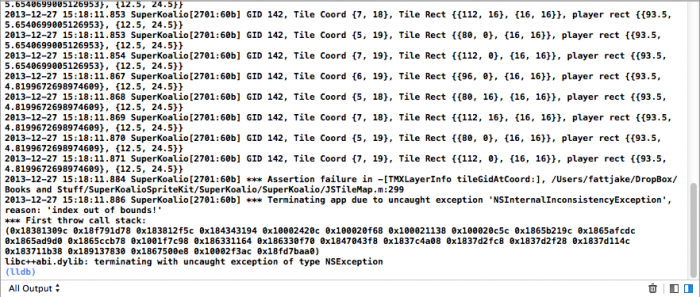 5.6540699005126953}, {12.5, 24.5}}
2013-12-27 15:18:11.853 SuperKoalio[2701:60b] GID 142, Tile Coord {7, 18}, Tile Rect {{112, 16}, {16, 16}}, player rect {{93.5,
5.6540699005126953}, {12.5, 24.5}}
2013-12-27 15:18:11.853 SuperKoalio[2701:60b] GID 142, Tile Coord {5, 19}, Tile Rect {{80, 0}, {16, 16}}, player rect {{93.5,
5.6540699005126953}, {12.5, 24.5}}
2013-12-27 15:18:11.854 SuperKoalio[2701:60b] GID 142, Tile Coord {7, 19}, Tile Rect {{112, 0}, {16, 16}}, player rect {{93.5,
5.6540699005126953}, {12.5, 24.5}}
2013-12-27 15:18:11.867 SuperKoalio[2701:60b] GID 142, Tile Coord {6, 19}, Tile Rect {{96, 0}, {16, 16}}, player rect {{93.5,
4.8199672698974609}, {12.5, 24.5}}
2013-12-27 15:18:11.868 SuperKoalio[2701:60b] GID 142, Tile Coord {5, 18}, Tile Rect {{80, 16}, {16, 16}}, player rect {{93.5,
4.8199672698974609}, {12.5, 24.5}}
2013-12-27 15:18:11.869 SuperKoalio[2701:60b] GID 142, Tile Coord {7, 18}, Tile Rect {{112, 16}, {16, 16}}, player rect {{93.5,
4.8199672698974609}, {12.5, 24.5}}
2013-12-27 15:18:11.870 SuperKoalio[2701:60b] GID 142, Tile Coord {5, 19}, Tile Rect {{80, 0}, {16, 16}}, player rect {{93.5,
4.8199672698974609}, {12.5, 24.5}}
2013-12-27 15:18:11.871 SuperKoalio[2701:60b] GID 142, Tile Coord {7, 19}, Tile Rect {{112, 0}, {16, 16}}, player rect {{93.5,
4.8199672698974609}, {12.5, 24.5}}
2013-12-27 15:18:11.884 SuperKoalio[2701:60b] *** Assertion failure in -[TMXLayerInfo tileGidAtCoord:], /Users/fattjake/DropBox/
Books and Stuff/SuperKoalioSpriteKit/SuperKoalio/SuperKoalio/JSTileMap.m:299
2013-12-27 15:18:11.886 SuperKoalio[2701:60b] *** Terminating app due to uncaught exception 'NSInternalInconsistencyException',
reason: 'index out of bounds!'
*** First throw call stack:
(0x18381309c 0x18f791d78 0x183812f5c 0x184343194 0x10002420c 0x100020f68 0x100021138 0x100020c5c 0x1865b219c 0x1865afcdc
0x1865ad9d0 0x1865ccb78 0x1001f7c98 0x186331164 0x186330f70 0x1847043f8 0x1837c4a08 0x1837d2fc8 0x1837d2f28 0x1837d114c
0x183711b38 0x189137830 0x1867500e8 0x10002f3ac 0x18fd7baa0)
libc++abi.dylib: terminating with uncaught exception of type NSException
(lldb)
All Output